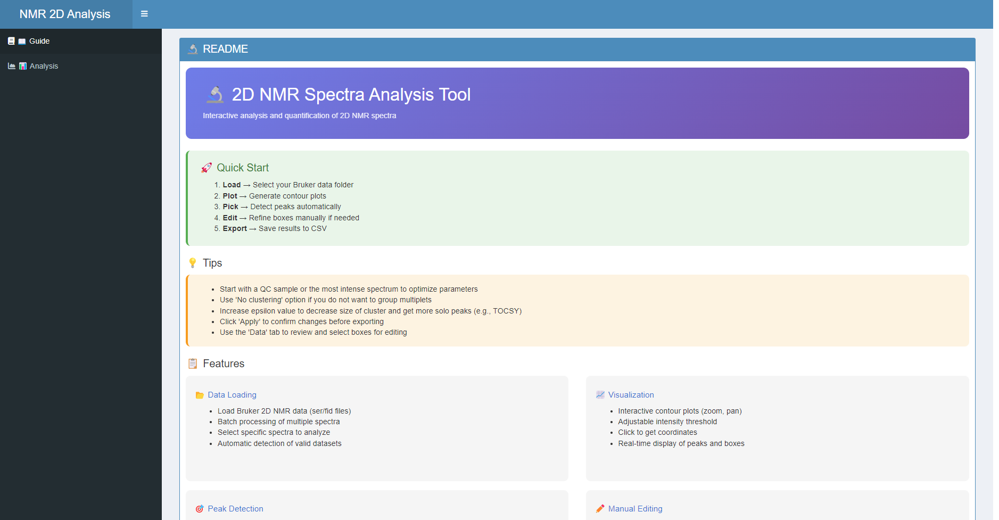 NMR 2D Analysis
Guide
Analysis
README
2D NMR Spectra Analysis Tool
Interactive analysis and quantification of 2D NMR spectra
Quick Start
1. Load → Select your Bruker data folder
2. Plot → Generate contour plots
3. Pick → Detect peaks automatically
4. Edit → Refine boxes manually if needed
5. Export → Save results to CSV
Tips
• Start with a QC sample or the most intense spectrum to optimize parameters
• Use 'No clustering' option if you do not want to group multiplets
• Increase epsilon value to decrease size of cluster and get more solo peaks (e.g., TOCSY)
• Click 'Apply' to confirm changes before exporting
• Use the 'Data' tab to review and select boxes for editing
Features
Data Loading
• Load Bruker 2D NMR data (ser/fid files)
• Batch processing of multiple spectra
• Select specific spectra to analyze
• Automatic detection of valid datasets
Visualization
• Interactive contour plots (zoom, pan)
• Adjustable intensity threshold
• Click to get coordinates
• Real-time display of peaks and boxes
Peak Detection
Manual Editing